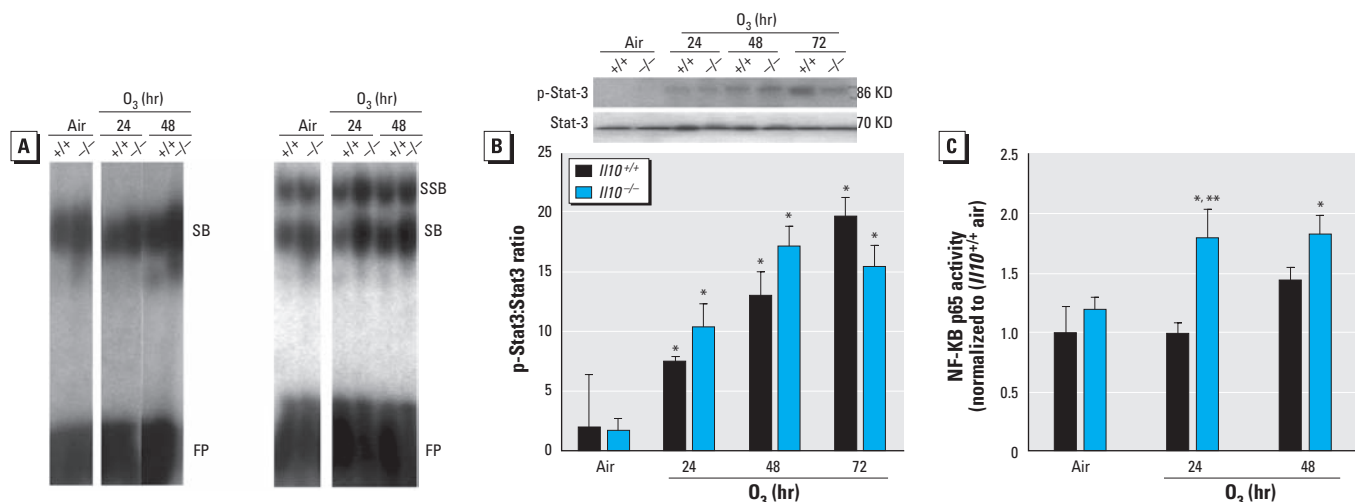 A
O3 (hr)
Air 24 48
+/+ -/- +/+ -/- +/+ -/-
SB
FP
O3 (hr)
Air 24 48
+/+ -/- +/+ -/- +/+ -/-
SSB
SB
FP
B
O3 (hr)
Air 24 48 72
+/+ -/- +/+ -/- +/+ -/- +/+ -/-
p-Stat-3 86 KD
Stat-3 70 KD
p-Stat3:Stat3 ratio
25
20
15
10
5
0
Il10+/+
Il10−/−
* * * * * *
Air 24 48 72
O3 (hr)
C
NF-KB p65 activity
(normalized to (Il10+/+ air)
2.5
2.0
1.5
1.0
0.5
0.0
*, ** *
Air 24 48
O3 (hr)